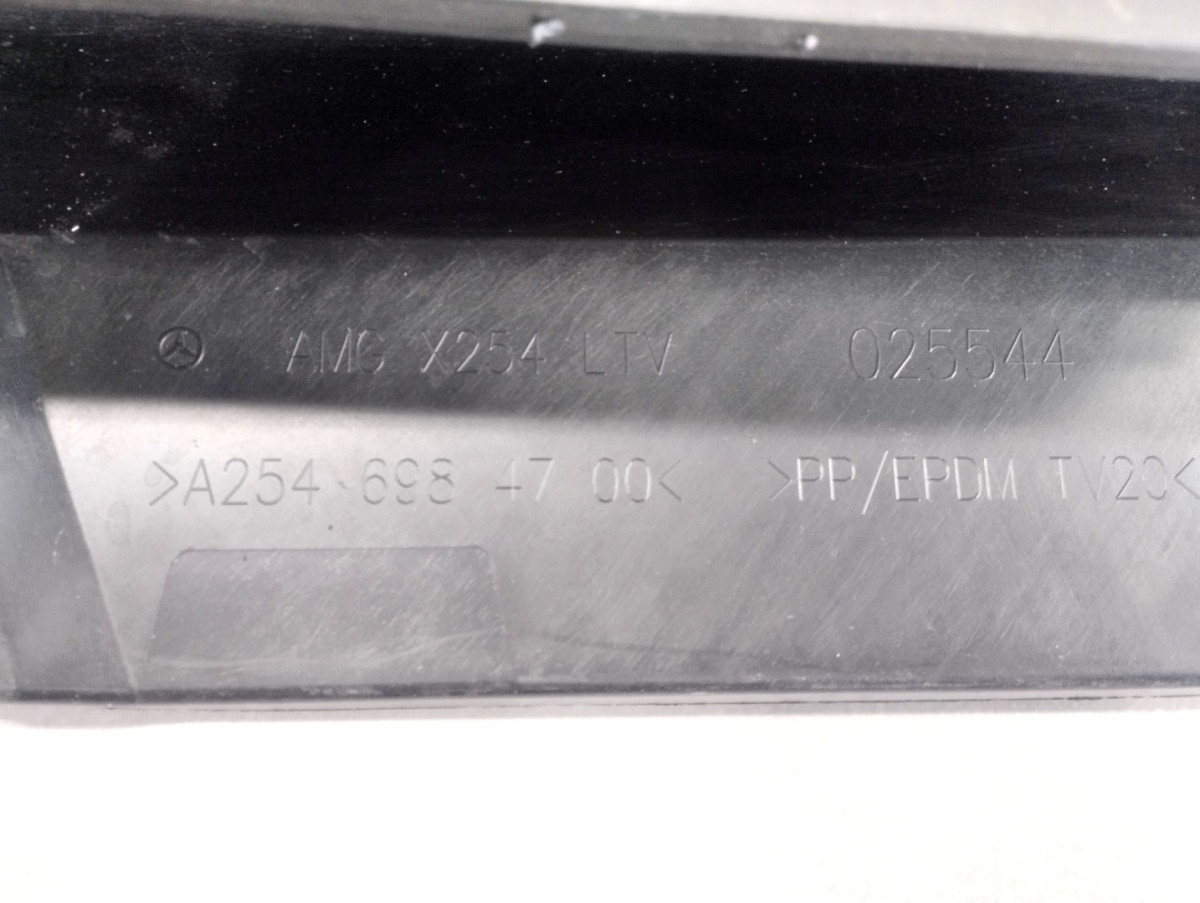 AMG X254 LTV 025544
>A254 698 47 00< >PP/EPDM TV20<